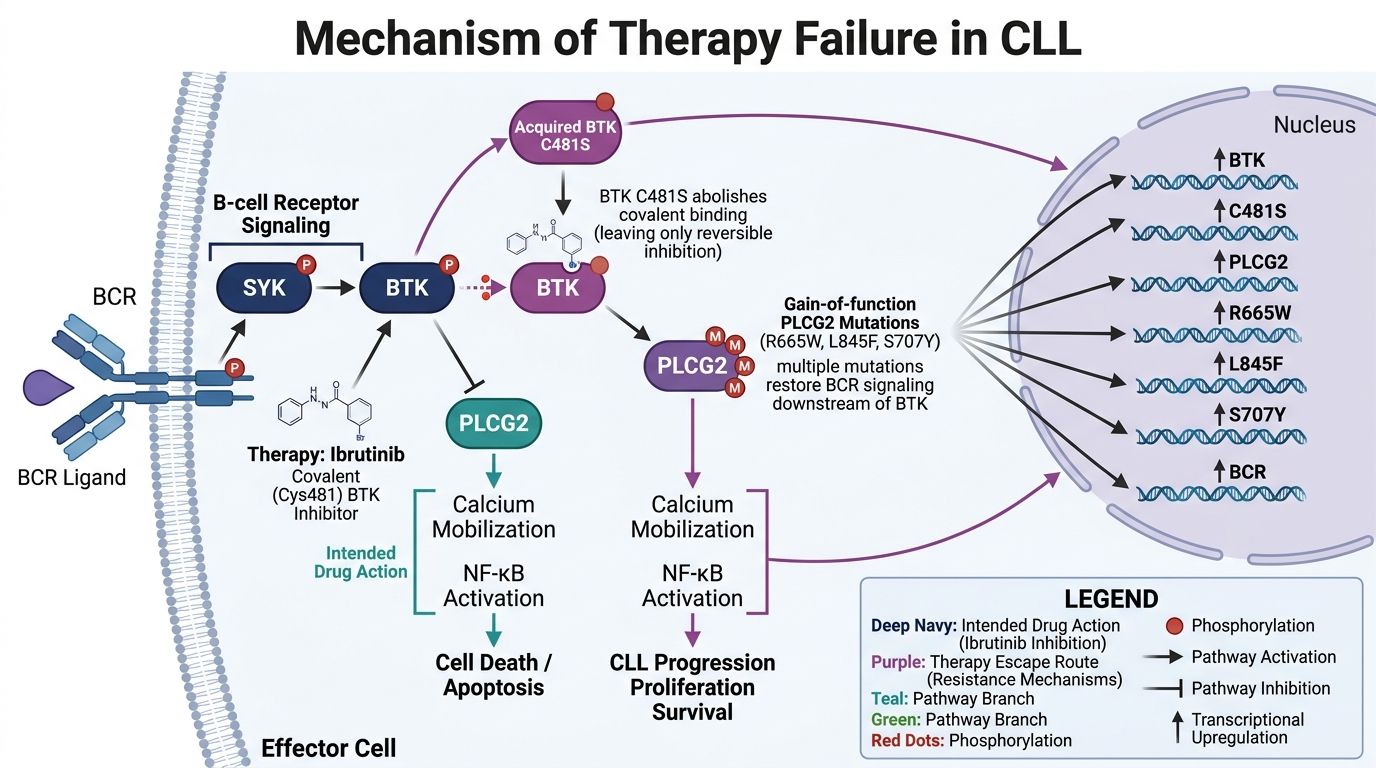 Mechanism of Therapy Failure in CLL
Nucleus
Acquired BTK
C481S
BTK C481S abolishes
covalent binding
(leaving only reversible
inhibition)
B-cell Receptor
Signaling
SYK
P
BTK
P
BTK
BCR
P
BCR Ligand
H
N
N
O
Br
Therapy: Ibrutinib
Covalent
(Cys481) BTK
Inhibitor
PLCG2
Calcium
Mobilization
NF-κB
Activation
Intended
Drug Action
Cell Death /
Apoptosis
PLCG2
M
M
M
M
Gain-of-function
PLCG2 Mutations
(R665W, L845F, S707Y)
multiple mutations
restore BCR signaling
downstream of BTK
Calcium
Mobilization
NF-κB
Activation
CLL Progression
Proliferation
Survival
BTK
C481S
PLCG2
R665W
L845F
S707Y
BCR
Effector Cell
LEGEND
Deep Navy: Intended Drug Action
(Ibrutinib Inhibition)
Purple: Therapy Escape Route
(Resistance Mechanisms)
Teal: Pathway Branch
Green: Pathway Branch
Red Dots: Phosphorylation
Phosphorylation
Pathway Activation
Pathway Inhibition
Transcriptional
Upregulation